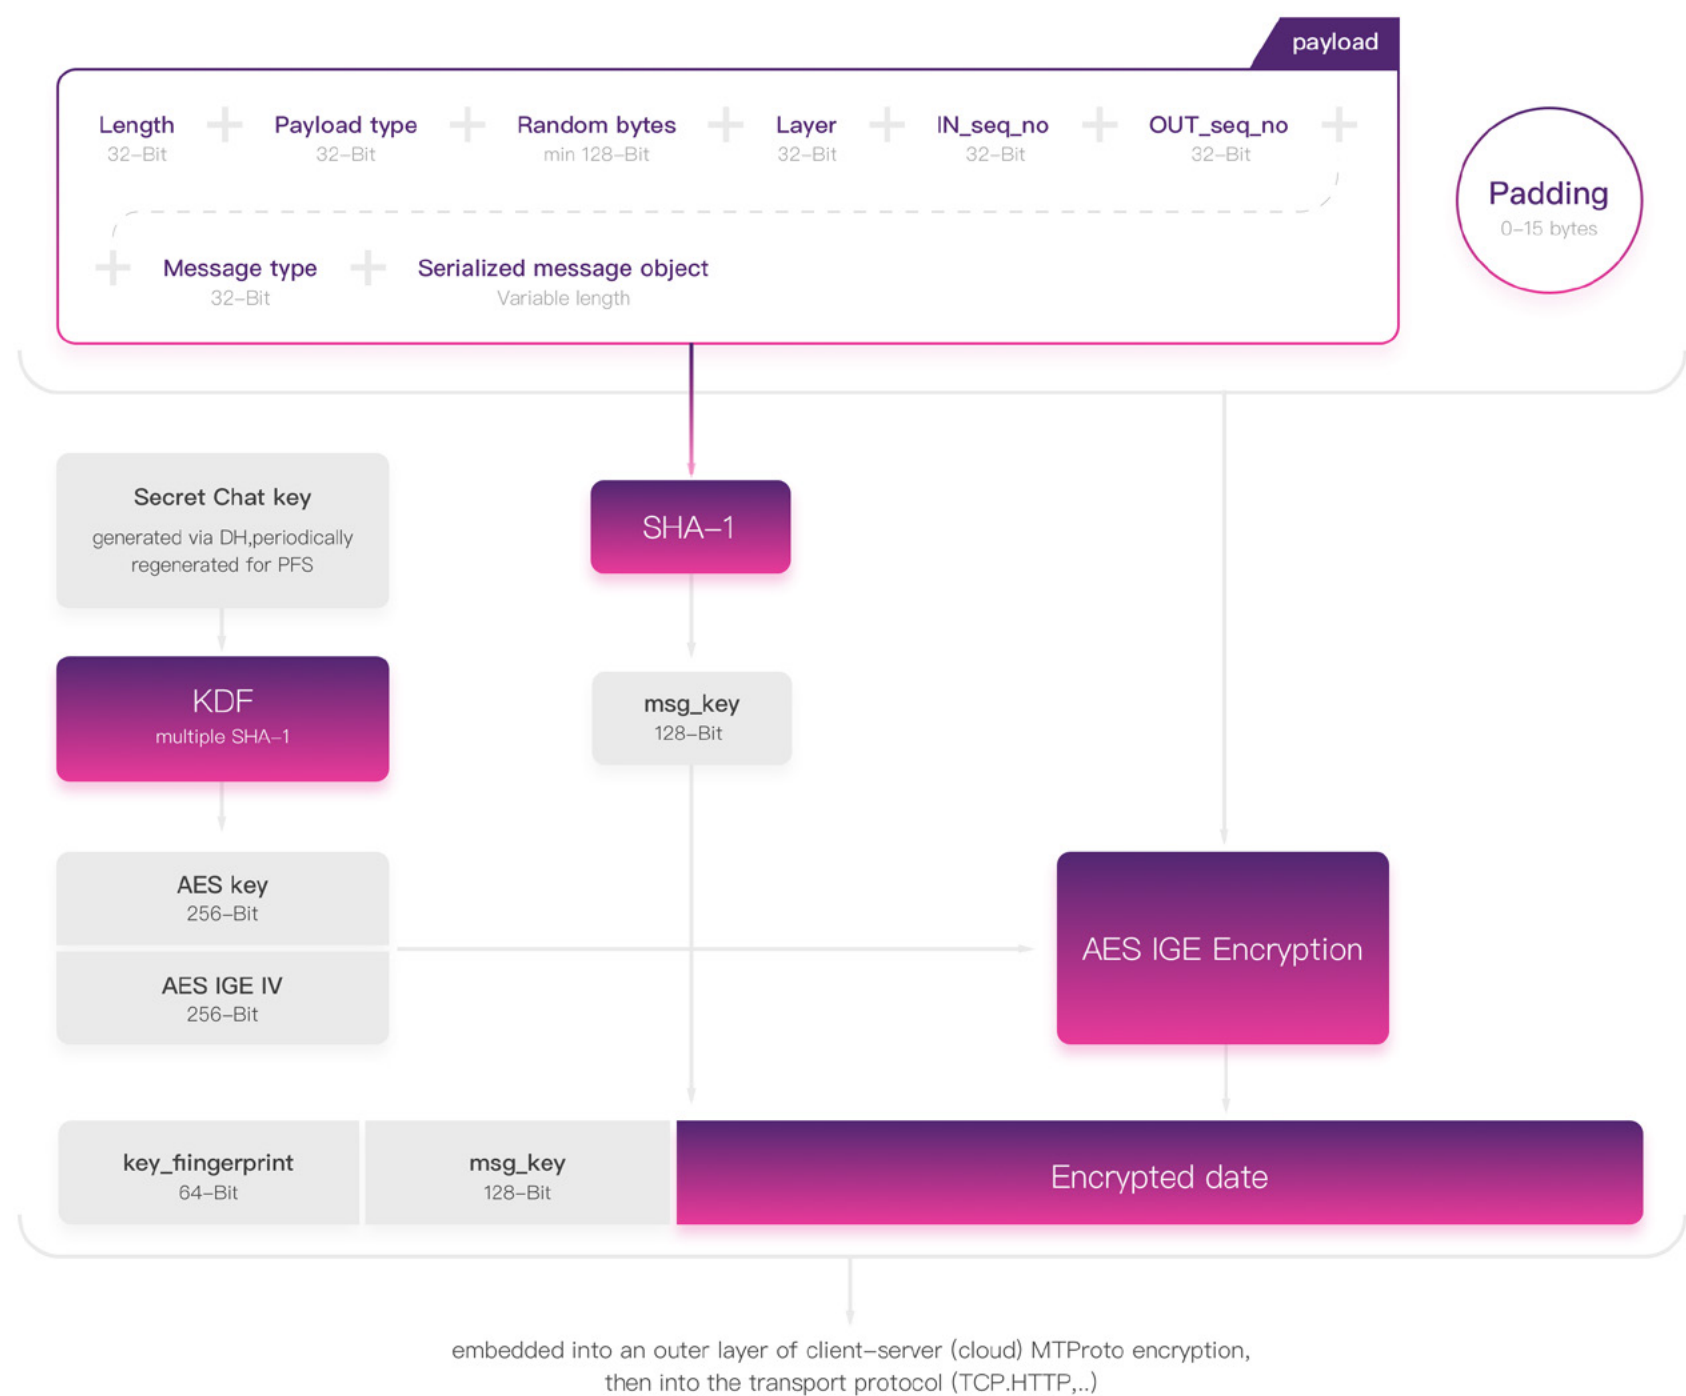 payload
Length
32-Bit
Payload type
32-Bit
Random bytes
min 128-Bit
Layer
32-Bit
IN_seq_no
32-Bit
OUT_seq_no
32-Bit
Message type
32-Bit
Serialized message object
Variable length
Padding
0-15 bytes
Secret Chat key
generated via DH,periodically
regenerated for PFS
SHA-1
KDF
multiple SHA-1
msg_key
128-Bit
AES key
256-Bit
AES IGE IV
256-Bit
AES IGE Encryption
key_fiingerprint
64-Bit
msg_key
128-Bit
Encrypted date
embedded into an outer layer of client-server (cloud) MTProto encryption,
then into the transport protocol (TCP.HTTP,..)